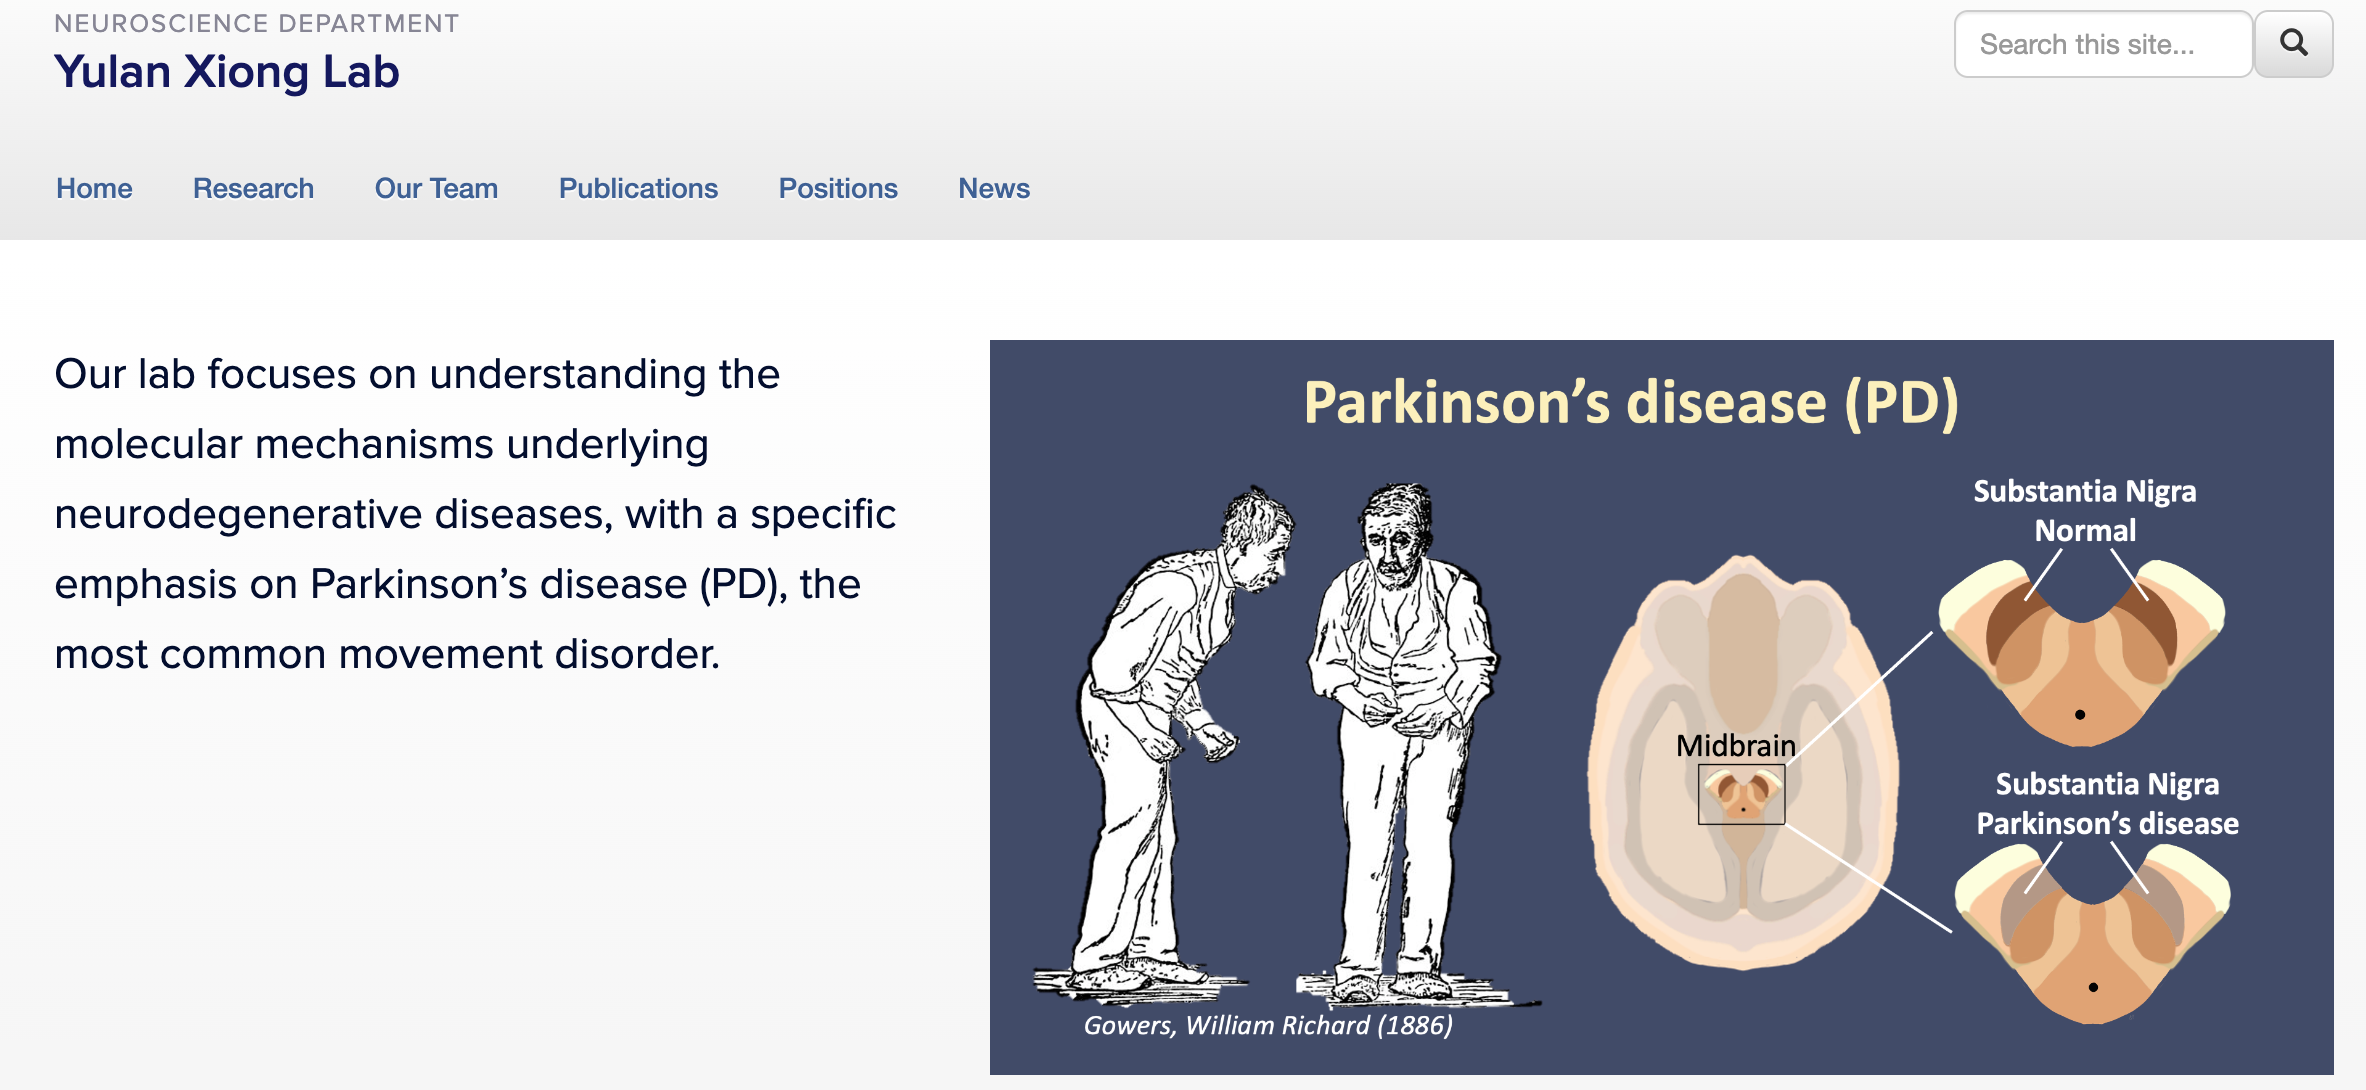 NEUROSCIENCE DEPARTMENT
Yulan Xiong Lab
Search this site...
Home Research Our Team Publications Positions News
Our lab focuses on understanding the
molecular mechanisms underlying
neurodegenerative diseases, with a specific
emphasis on Parkinson’s disease (PD), the
most common movement disorder.
Parkinson’s disease (PD)
Substantia Nigra
Normal
Midbrain
Substantia Nigra
Parkinson’s disease
Gowers, William Richard (1886)